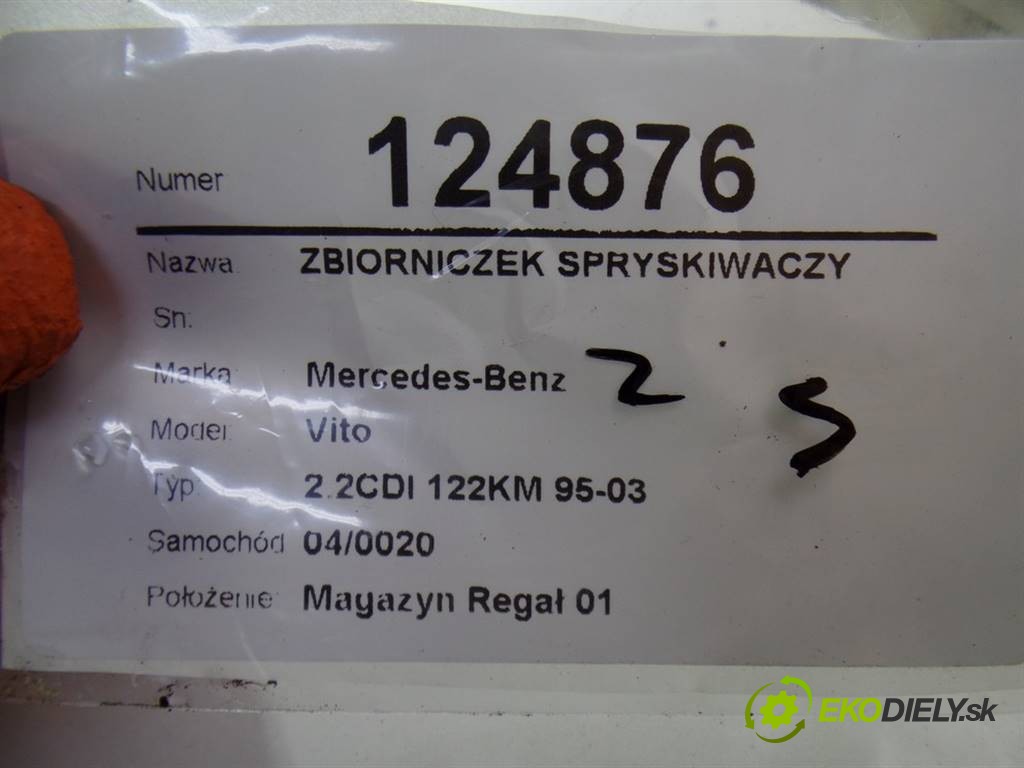 Numer 124876
Nazwa: ZBIORNICZEK SPRYSKIWACZY
Sn:
Marka: Mercedes-Benz 2
S
Model: Vito
Typ: 2.2CDI 122KM 95-03
Samochód 04/0020
Położenie: Magazyn Regał 01
EKODIELY.sk